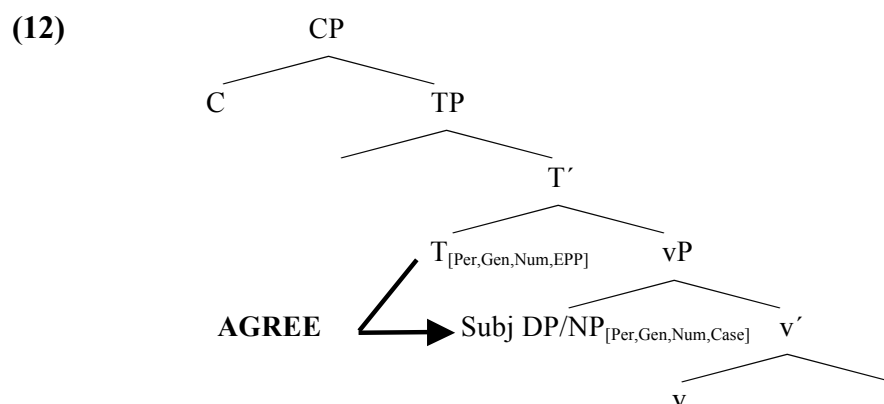 (12) CP
C TP
T´
T[Per,Gen,Num,EPP] vP
AGREE Subj DP/NP[Per,Gen,Num,Case] v´
v